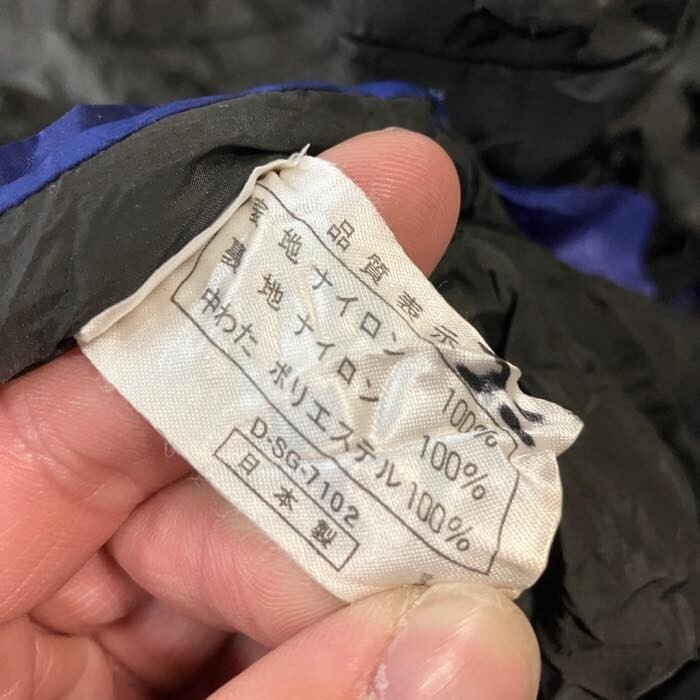 品質表示
表地 ナイロン 100%
裏地 ナイロン 100%
中わた ポリエステル 100%
D-SG-7102
日本製